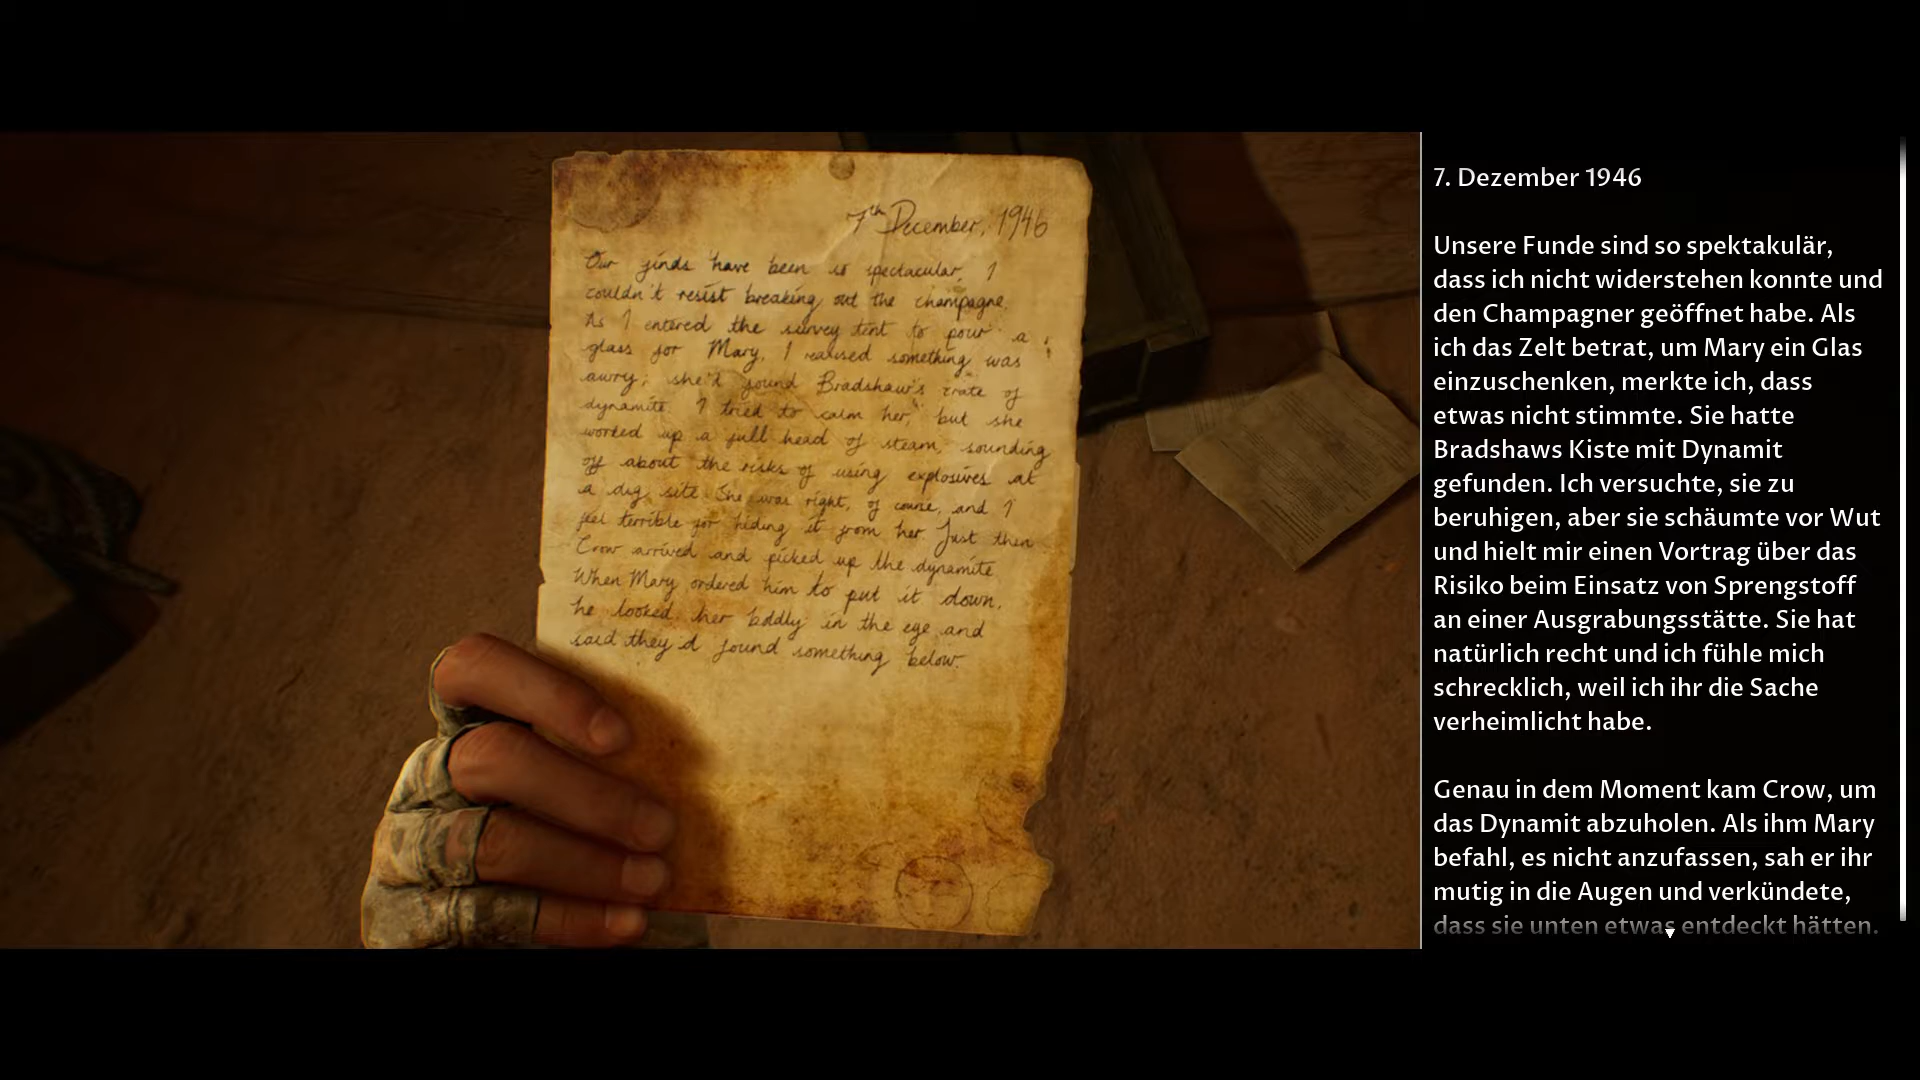 7th December, 1946
Our finds have been so spectacular, I
couldn't resist breaking out the champagne.
As I entered the survey tent to pour a
glass for Mary, I realised something was
awry; she'd found Bradshaw's crate of
dynamite. I tried to calm her, but she
worked up a full head of steam, sounding
off about the risks of using explosives at
a dig site. She was right, of course, and I
feel terrible for hiding it from her. Just then
Crow arrived and picked up the dynamite.
When Mary ordered him to put it down,
he looked her boldly in the eye and
said they'd found something below.
7. Dezember 1946
Unsere Funde sind so spektakulär,
dass ich nicht widerstehen konnte und
den Champagner geöffnet habe. Als
ich das Zelt betrat, um Mary ein Glas
einzuschenken, merkte ich, dass
etwas nicht stimmte. Sie hatte
Bradshaws Kiste mit Dynamit
gefunden. Ich versuchte, sie zu
beruhigen, aber sie schäumte vor Wut
und hielt mir einen Vortrag über das
Risiko beim Einsatz von Sprengstoff
an einer Ausgrabungsstätte. Sie hat
natürlich recht und ich fühle mich
schrecklich, weil ich ihr die Sache
verheimlicht habe.
Genau in dem Moment kam Crow, um
das Dynamit abzuholen. Als ihm Mary
befahl, es nicht anzufassen, sah er ihr
mutig in die Augen und verkündete,
dass sie unten etwas entdeckt hätten.